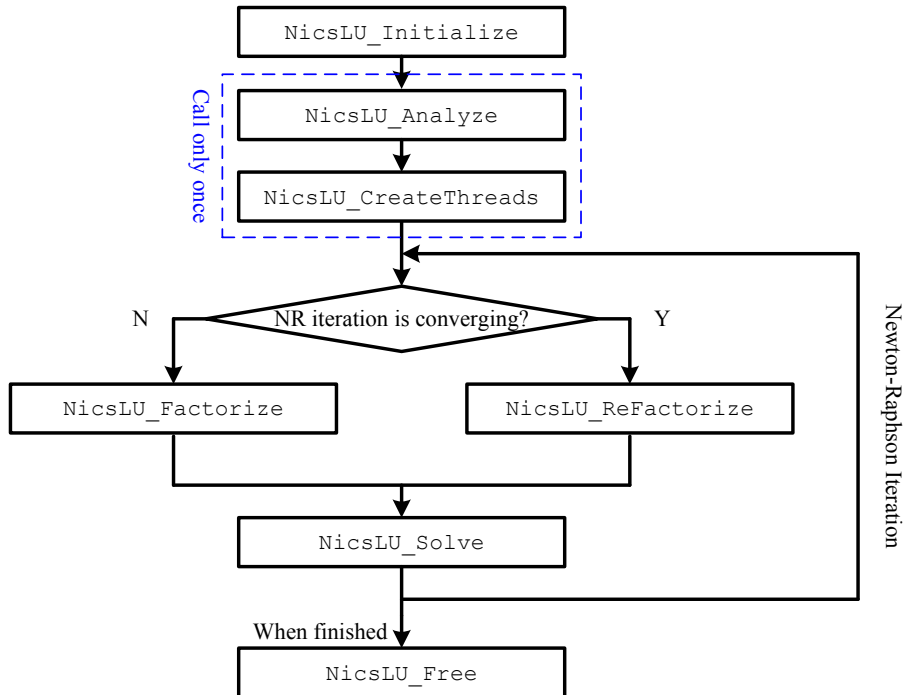 NicsLU_Initialize
Call only once
NicsLU_Analyze
NicsLU_CreateThreads
N
NR iteration is converging?
Y
NicsLU_Factorize
NicsLU_ReFactorize
Newton-Raphson Iteration
NicsLU_Solve
When finished
NicsLU_Free